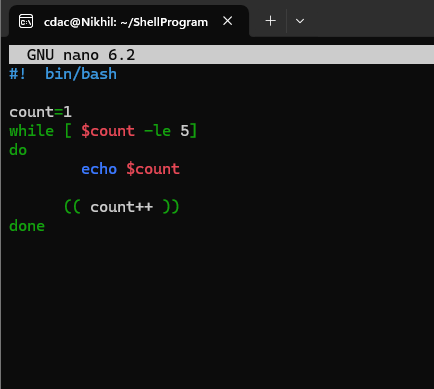 cdac@Nikhil: ~/ShellProgram
GNU nano 6.2
#!  bin/bash
count=1
while [ $count -le 5]
do
echo $count
(( count++ ))
done